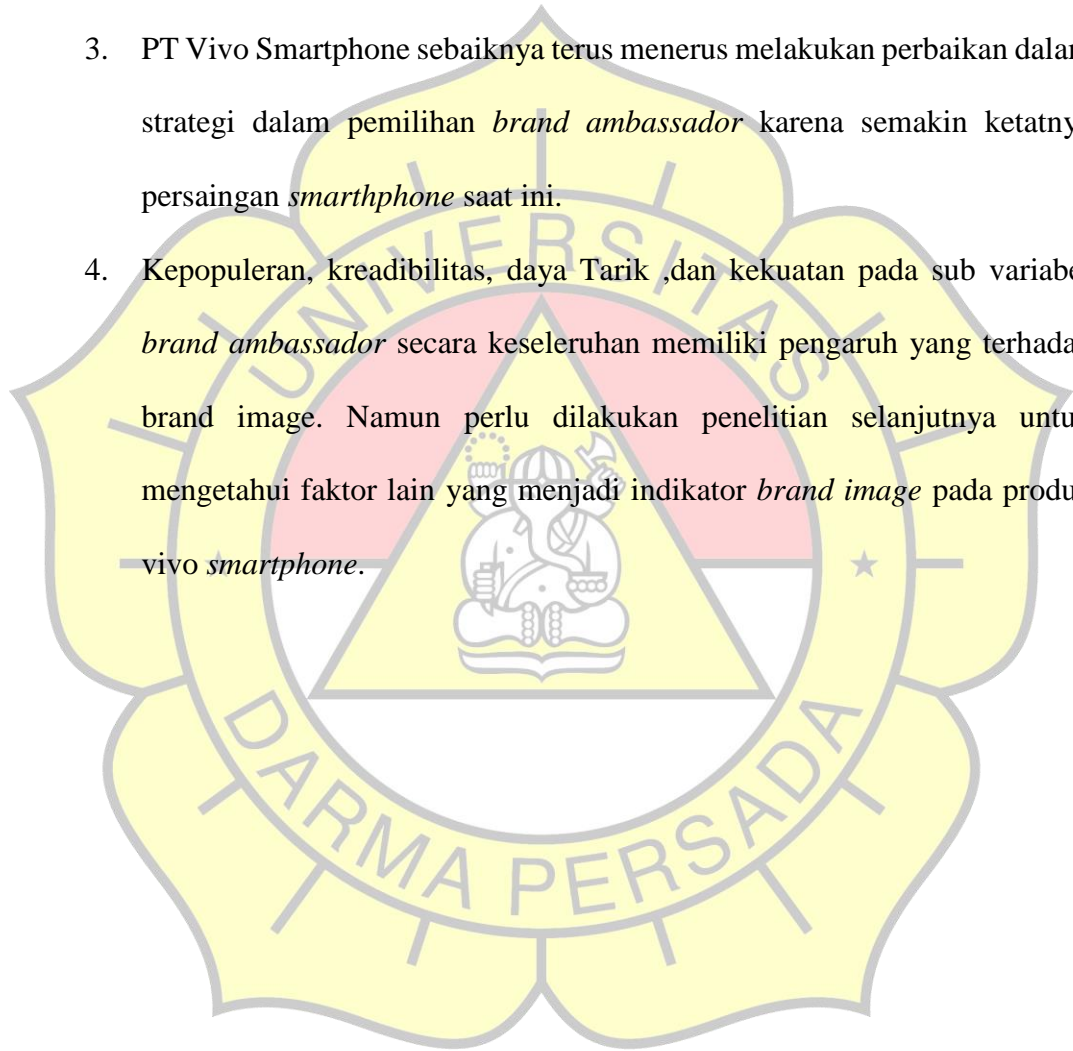 3. PT Vivo Smartphone sebaiknya terus menerus melakukan perbaikan dalam
strategi dalam pemilihan brand ambassador karena semakin ketatny
persaingan smarthphone saat ini.
4. Kepopuleran, kreadibilitas, daya Tarik ,dan kekuatan pada sub variabe
brand ambassador secara keseleruhan memiliki pengaruh yang terhada
brand image. Namun perlu dilakukan penelitian selanjutnya untu
mengetahui faktor lain yang menjadi indikator brand image pada produ
vivo smartphone.
UNIVERSITAS
DARMA PERSADA